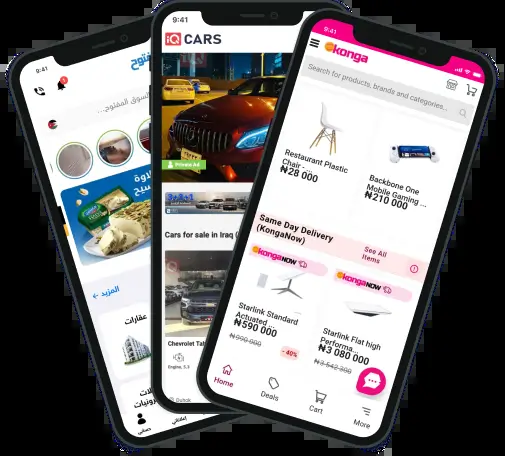 9:41
مفتوح
السوق المفتوح...
المزيد
عقارات
حسابي
إعلاناتي
9:41
iQ CARS
Private Ad
Cars for sale in Iraq (
Chevrolet Tah
Engine, 5.3
Duhok
9:41
konga
Search for products, brands and categories...
Restaurant Plastic
Chair - ...
₦28 000
Backbone One
Mobile Gaming ...
₦210 000
Same Day Delivery
(KongaNow)
See All
Items
kongaNOW
kongaNOW
Starlink Standard
Actuated ...
₦590 000
₦990 000
- 40%
Starlink Flat high
Performa...
₦3 080 000
₦3 542 300
Home
Deals
Cart
More